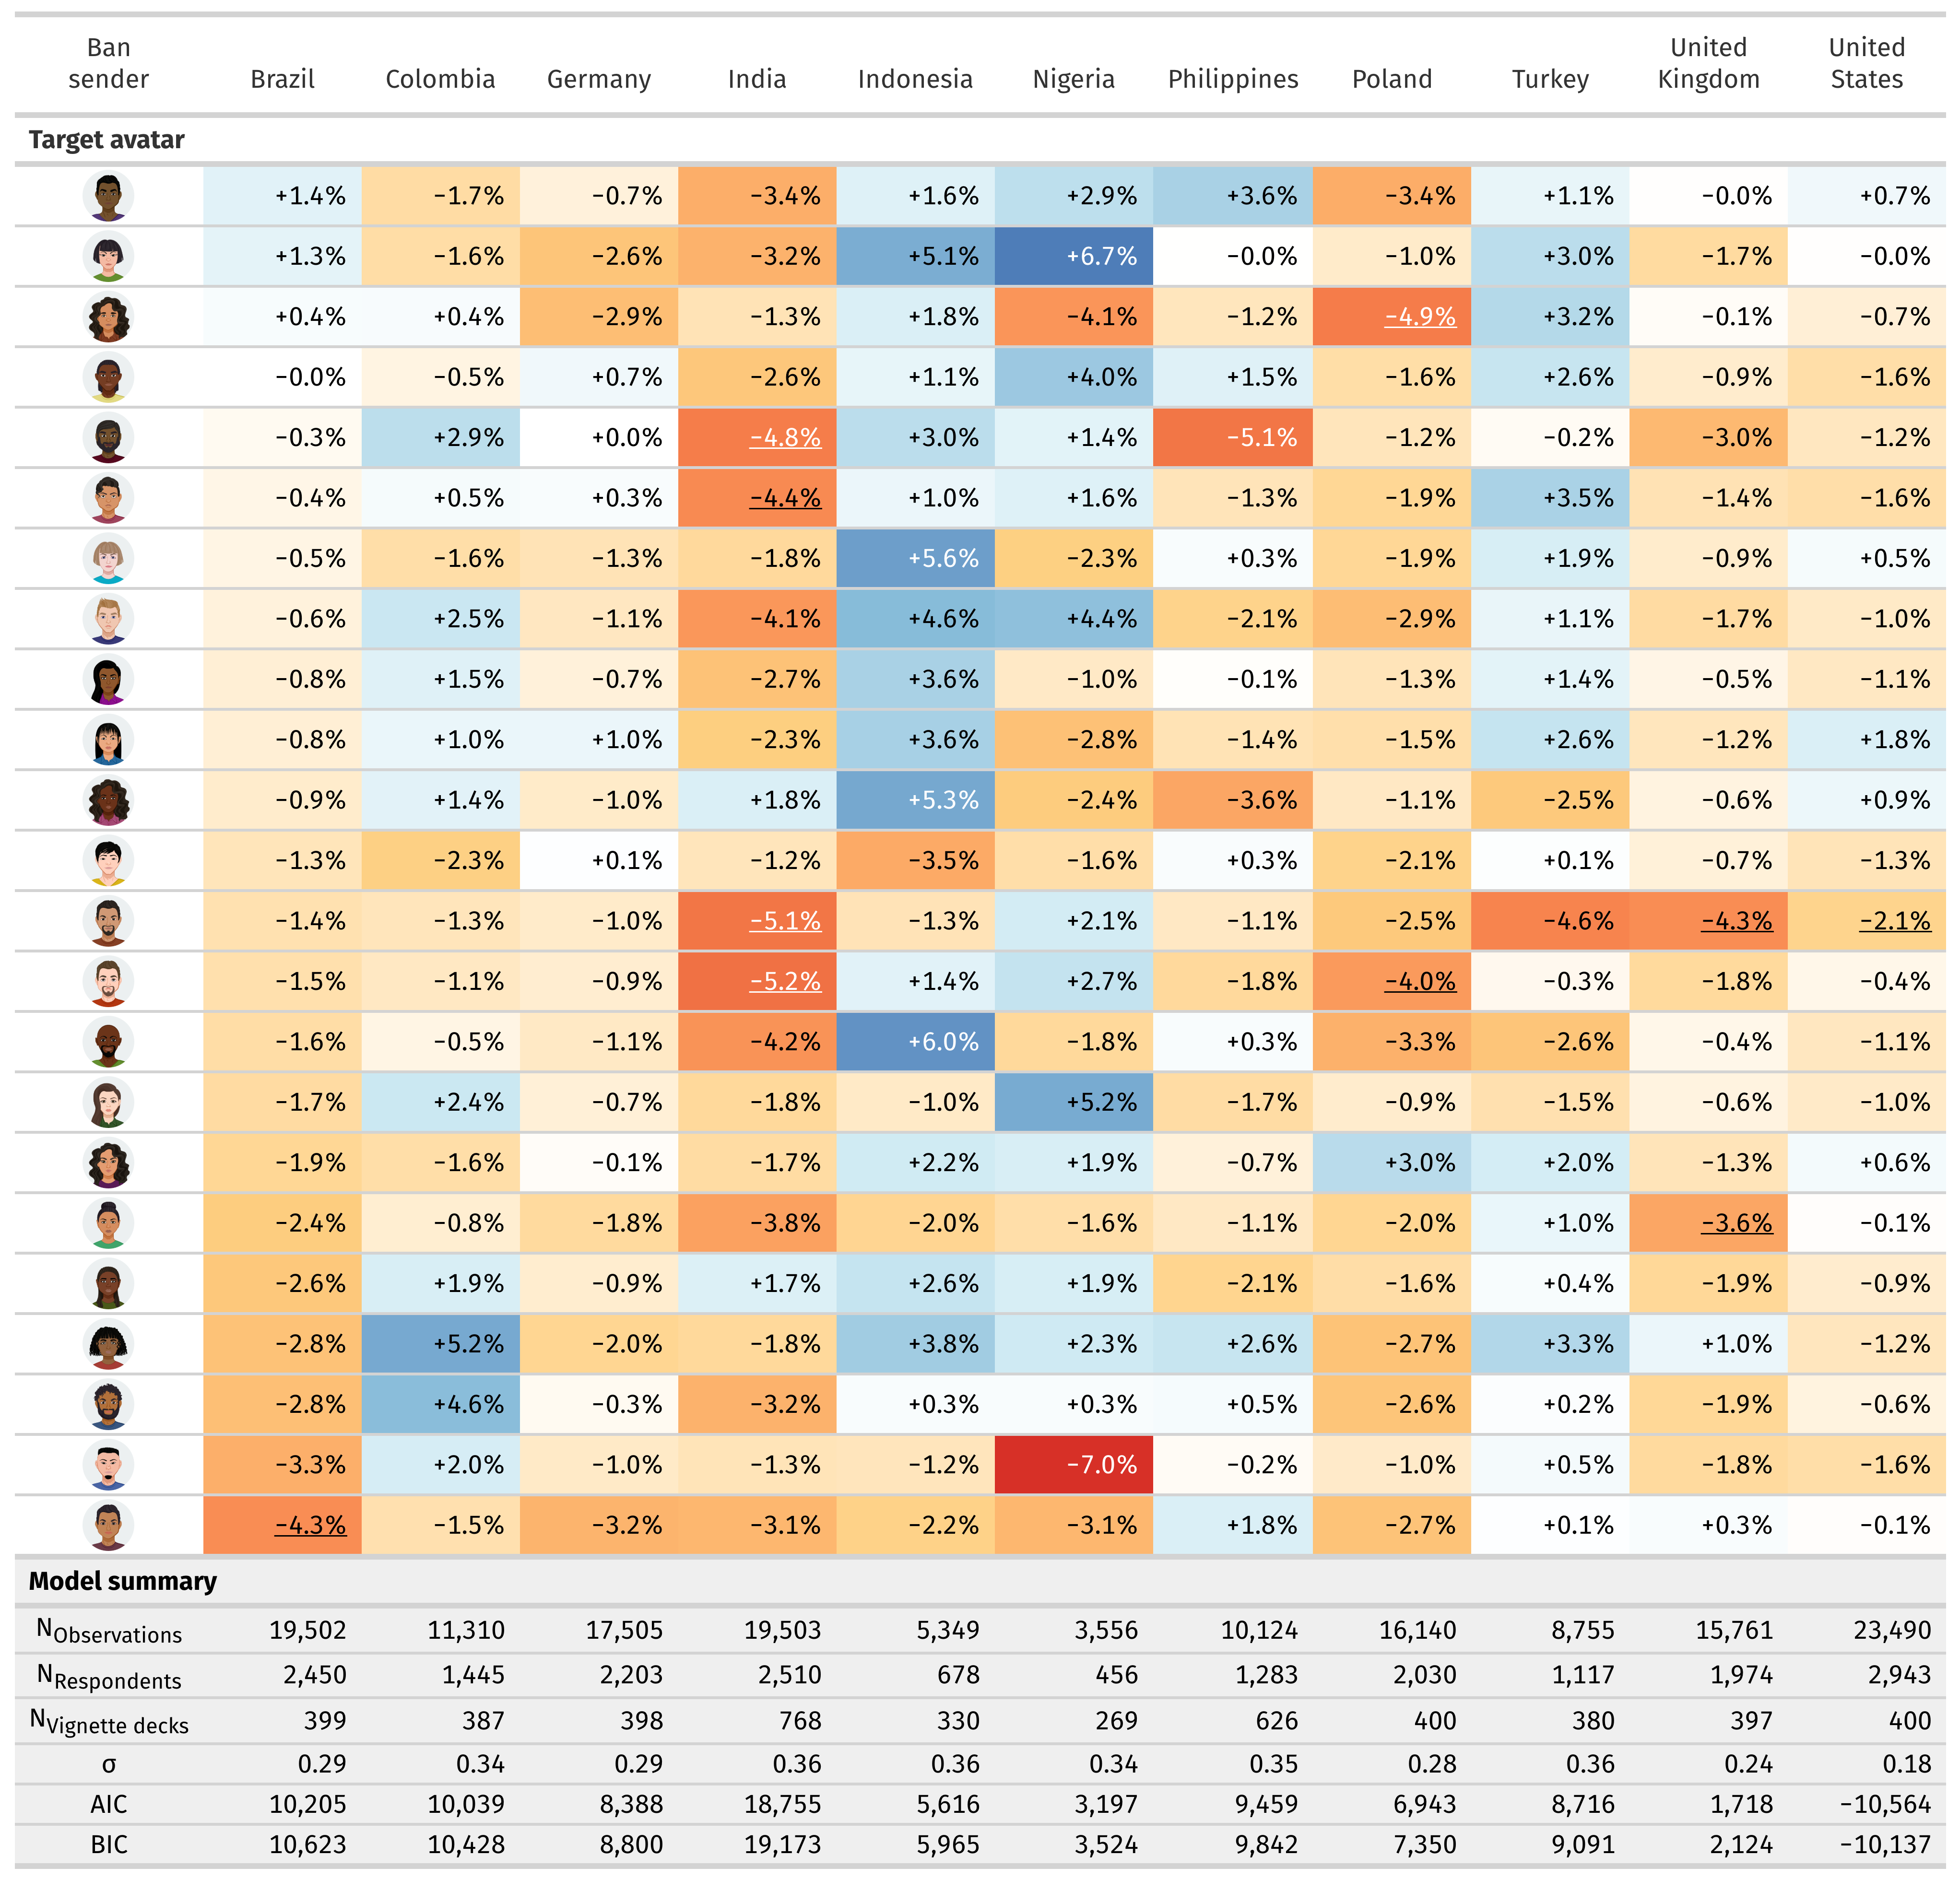 Ban sender Brazil Colombia Germany India Indonesia Nigeria Philippines Poland Turkey United Kingdom United States
Target avatar
+1.4% −1.7% −0.7% −3.4% +1.6% +2.9% +3.6% −3.4% +1.1% −0.0% +0.7%
+1.3% −1.6% −2.6% −3.2% +5.1% +6.7% −0.0% −1.0% +3.0% −1.7% −0.0%
+0.4% +0.4% −2.9% −1.3% +1.8% −4.1% −1.2% −4.9% +3.2% −0.1% −0.7%
−0.0% −0.5% +0.7% −2.6% +1.1% +4.0% +1.5% −1.6% +2.6% −0.9% −1.6%
−0.3% +2.9% +0.0% −4.8% +3.0% +1.4% −5.1% −1.2% −0.2% −3.0% −1.2%
−0.4% +0.5% +0.3% −4.4% +1.0% +1.6% −1.3% −1.9% +3.5% −1.4% −1.6%
−0.5% −1.6% −1.3% −1.8% +5.6% −2.3% +0.3% −1.9% +1.9% −0.9% +0.5%
−0.6% +2.5% −1.1% −4.1% +4.6% +4.4% −2.1% −2.9% +1.1% −1.7% −1.0%
−0.8% +1.5% −0.7% −2.7% +3.6% −1.0% −0.1% −1.3% +1.4% −0.5% −1.1%
−0.8% +1.0% +1.0% −2.3% +3.6% −2.8% −1.4% −1.5% +2.6% −1.2% +1.8%
−0.9% +1.4% −1.0% +1.8% +5.3% −2.4% −3.6% −1.1% −2.5% −0.6% +0.9%
−1.3% −2.3% +0.1% −1.2% −3.5% −1.6% +0.3% −2.1% +0.1% −0.7% −1.3%
−1.4% −1.3% −1.0% −5.1% −1.3% +2.1% −1.1% −2.5% −4.6% −4.3% −2.1%
−1.5% −1.1% −0.9% −5.2% +1.4% +2.7% −1.8% −4.0% −0.3% −1.8% −0.4%
−1.6% −0.5% −1.1% −4.2% +6.0% −1.8% +0.3% −3.3% −2.6% −0.4% −1.1%
−1.7% +2.4% −0.7% −1.8% −1.0% +5.2% −1.7% −0.9% −1.5% −0.6% −1.0%
−1.9% −1.6% −0.1% −1.7% +2.2% +1.9% −0.7% +3.0% +2.0% −1.3% +0.6%
−2.4% −0.8% −1.8% −3.8% −2.0% −1.6% −1.1% −2.0% +1.0% −3.6% −0.1%
−2.6% +1.9% −0.9% +1.7% +2.6% +1.9% −2.1% −1.6% +0.4% −1.9% −0.9%
−2.8% +5.2% −2.0% −1.8% +3.8% +2.3% +2.6% −2.7% +3.3% +1.0% −1.2%
−2.8% +4.6% −0.3% −3.2% +0.3% +0.3% +0.5% −2.6% +0.2% −1.9% −0.6%
−3.3% +2.0% −1.0% −1.3% −1.2% −7.0% −0.2% −1.0% +0.5% −1.8% −1.6%
−4.3% −1.5% −3.2% −3.1% −2.2% −3.1% +1.8% −2.7% +0.1% +0.3% −0.1%
Model summary
NObservations 19,502 11,310 17,505 19,503 5,349 3,556 10,124 16,140 8,755 15,761 23,490
NRespondents 2,450 1,445 2,203 2,510 678 456 1,283 2,030 1,117 1,974 2,943
NVignette decks 399 387 398 768 330 269 626 400 380 397 400
σ 0.29 0.34 0.29 0.36 0.36 0.34 0.35 0.28 0.36 0.24 0.18
AIC 10,205 10,039 8,388 18,755 5,616 3,197 9,459 6,943 8,716 1,718 −10,564
BIC 10,623 10,428 8,800 19,173 5,965 3,524 9,842 7,350 9,091 2,124 −10,137